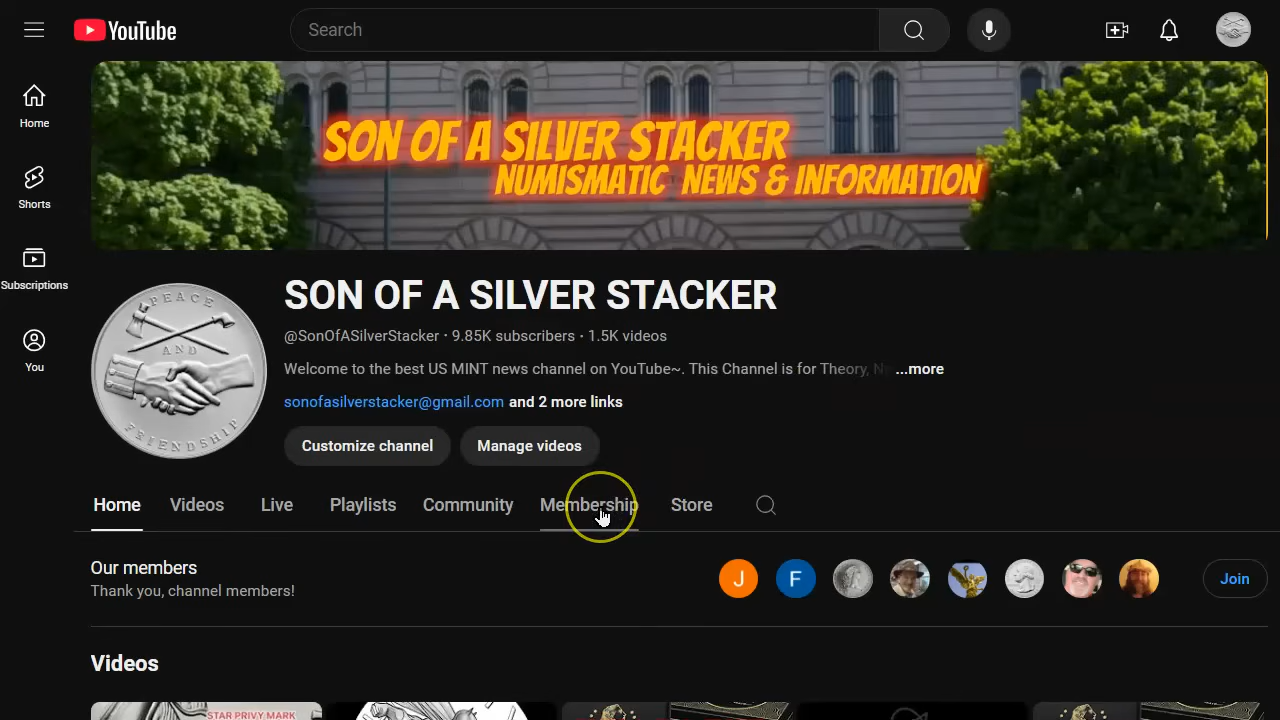 YouTube
Search
Home
Shorts
Subscriptions
You
SON OF A SILVER STACKER
NUMISMATIC NEWS & INFORMATION
PEACE
AND
FRIENDSHIP
SON OF A SILVER STACKER
@SonOfASilverStacker · 9.85K subscribers · 1.5K videos
Welcome to the best US MINT news channel on YouTube~. This Channel is for Theory, ...more
sonofasilverstacker@gmail.com and 2 more links
Customize channel Manage videos
Home Videos Live Playlists Community Membership Store
Our members
Thank you, channel members!
J F
Join
Videos
STAR PRIVY MARK